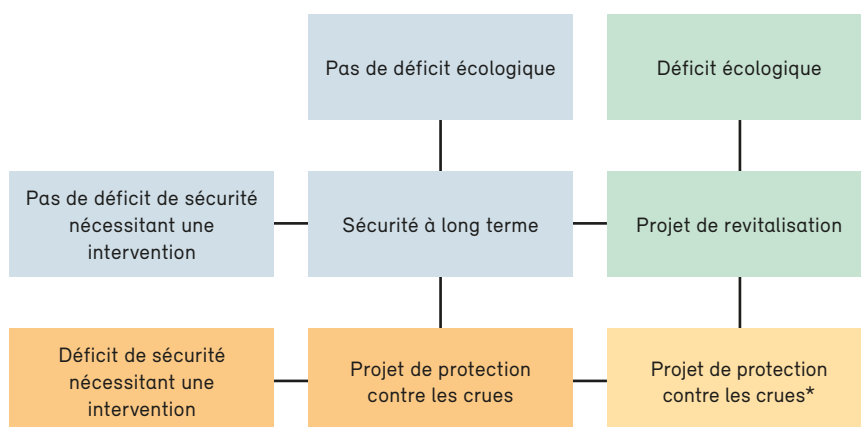 Pas de déficit écologique
Déficit écologique
Pas de déficit de sécurité
nécessitant une
intervention
Sécurité à long terme
Projet de revitalisation
Déficit de sécurité
nécessitant une
intervention
Projet de protection
contre les crues
Projet de protection
contre les crues*